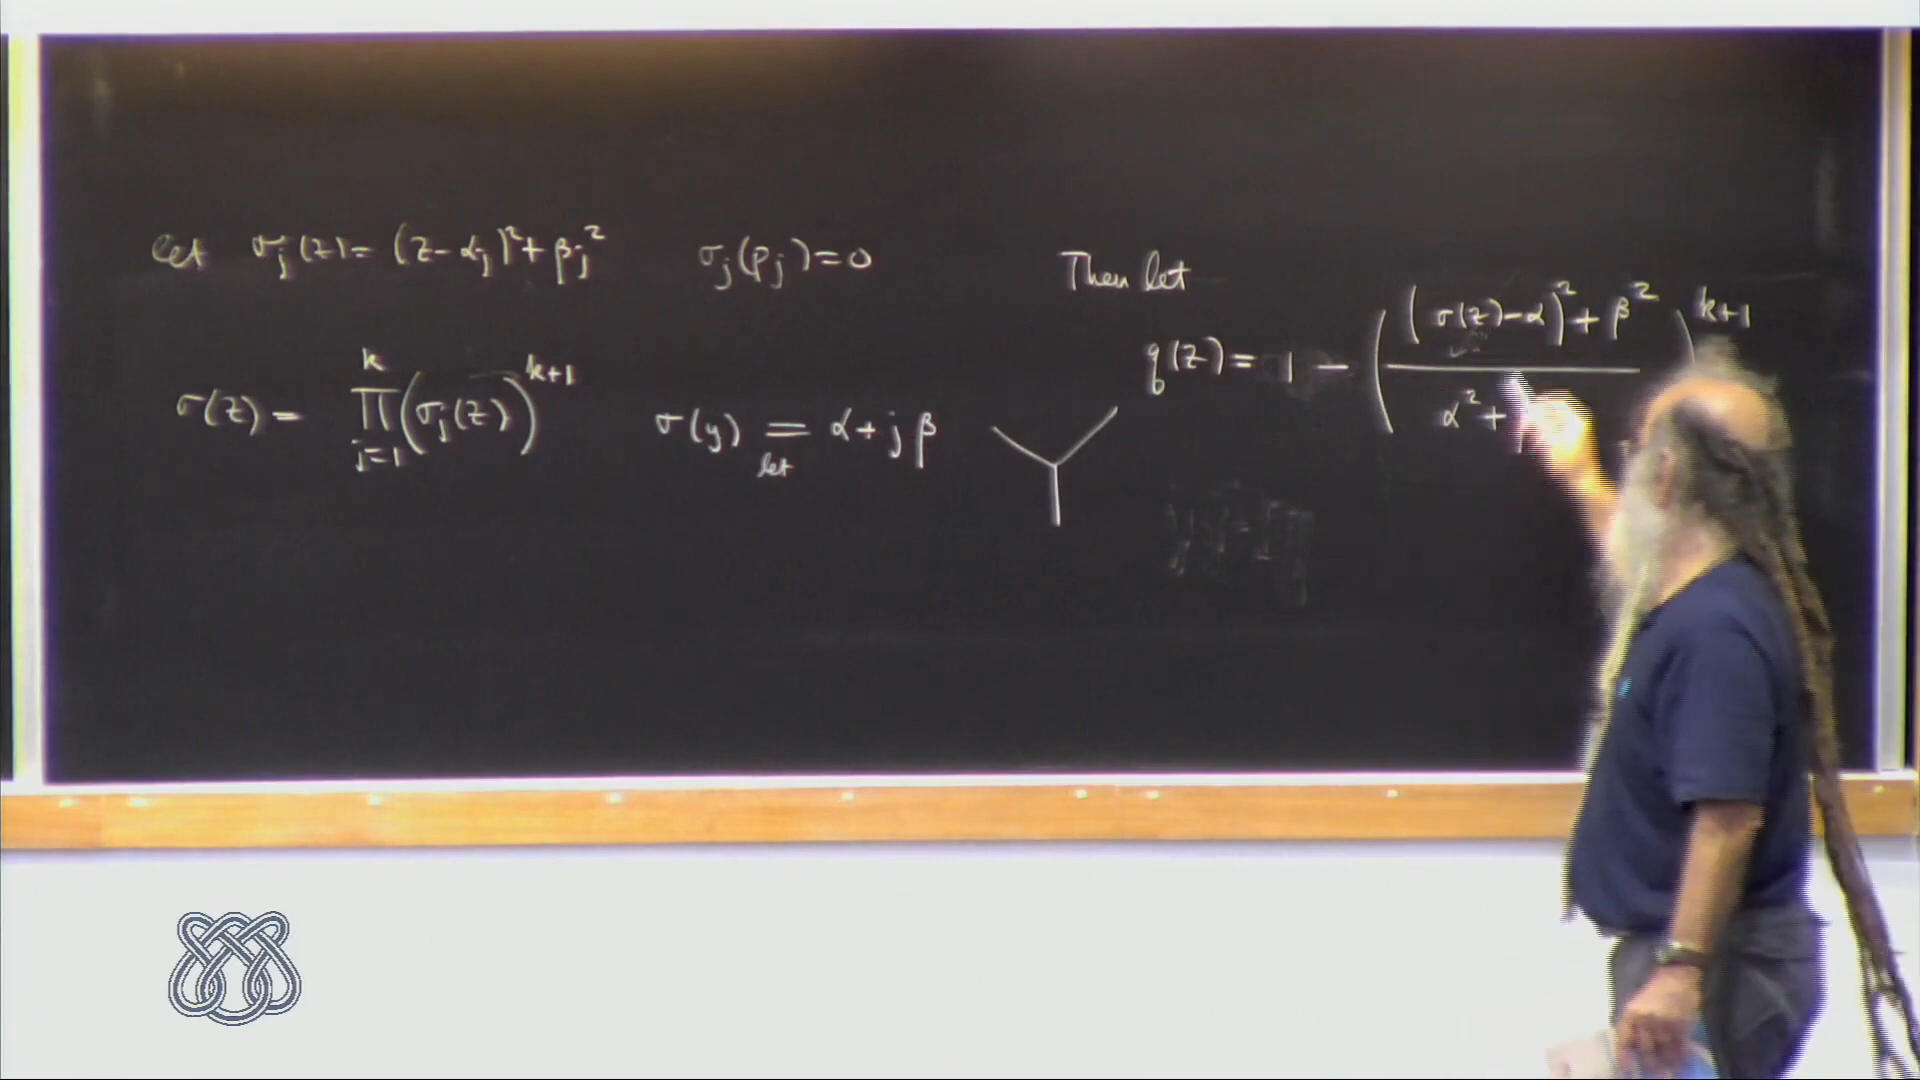 let σⱼ(z) = (z - αⱼ)² + βⱼ²    σⱼ(pⱼ) = 0
σ(z) = ∏_{j=1}^{k} (σⱼ(z))^{k+1}    σ(y) = α + jβ
let
Then let
q(z) = 1 - ( ((σ(z) - α)² + β²) / (α² + ) )^{k+1}